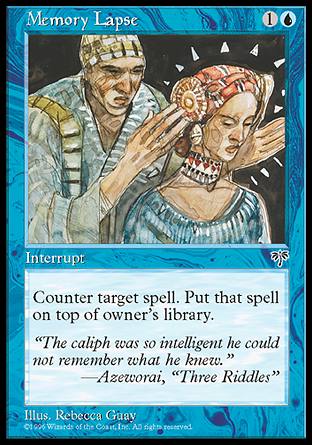 Memory Lapse 1
Interrupt
Counter target spell. Put that spell
on top of owner's library.
"The caliph was so intelligent he could
not remember what he knew."
—Azeworai, "Three Riddles"
Illus. Rebecca Guay
©1996 Wizards of the Coast, Inc. All rights reserved.